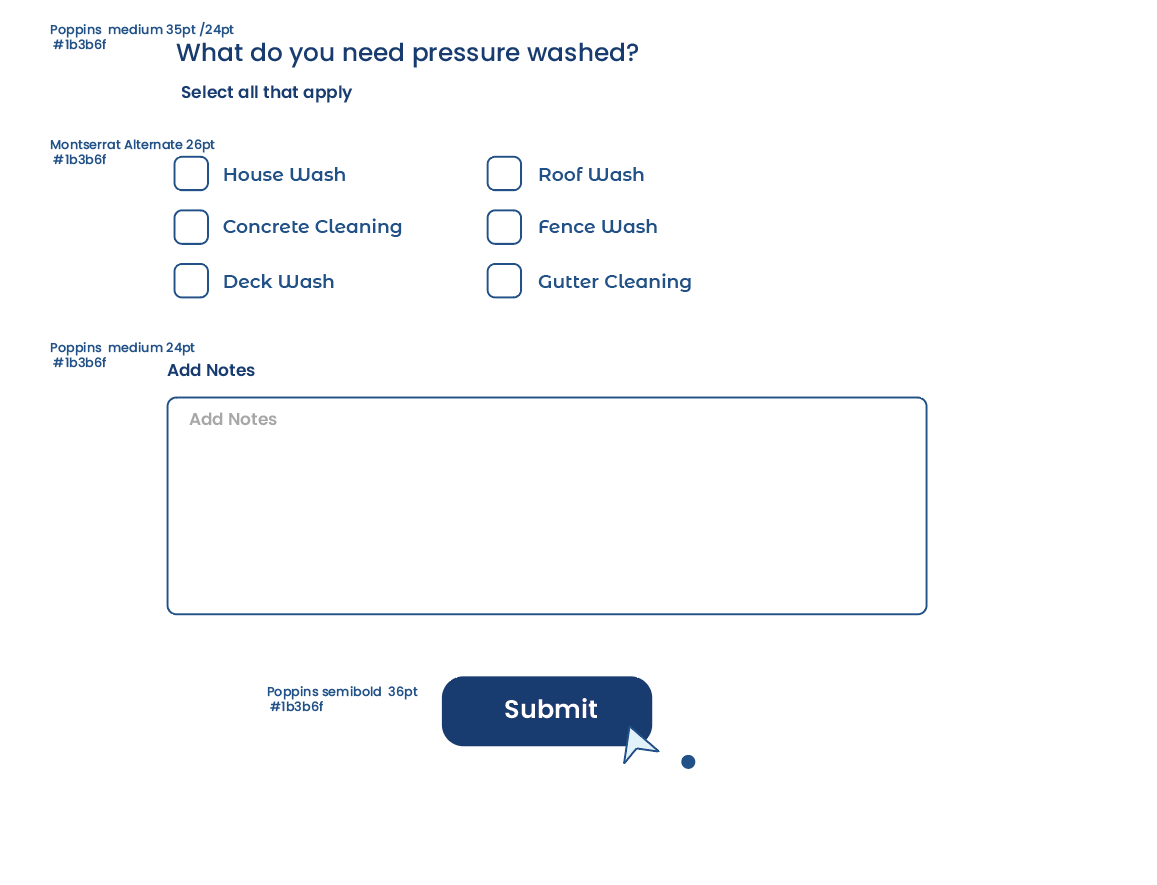 Poppins  medium 35pt /24pt
#1b3b6f
What do you need pressure washed?
Select all that apply
Montserrat Alternate 26pt
#1b3b6f
House Wash
Roof Wash
Concrete Cleaning
Fence Wash
Deck Wash
Gutter Cleaning
Poppins  medium 24pt
#1b3b6f
Add Notes
Add Notes
Poppins semibold  36pt
#1b3b6f
Submit